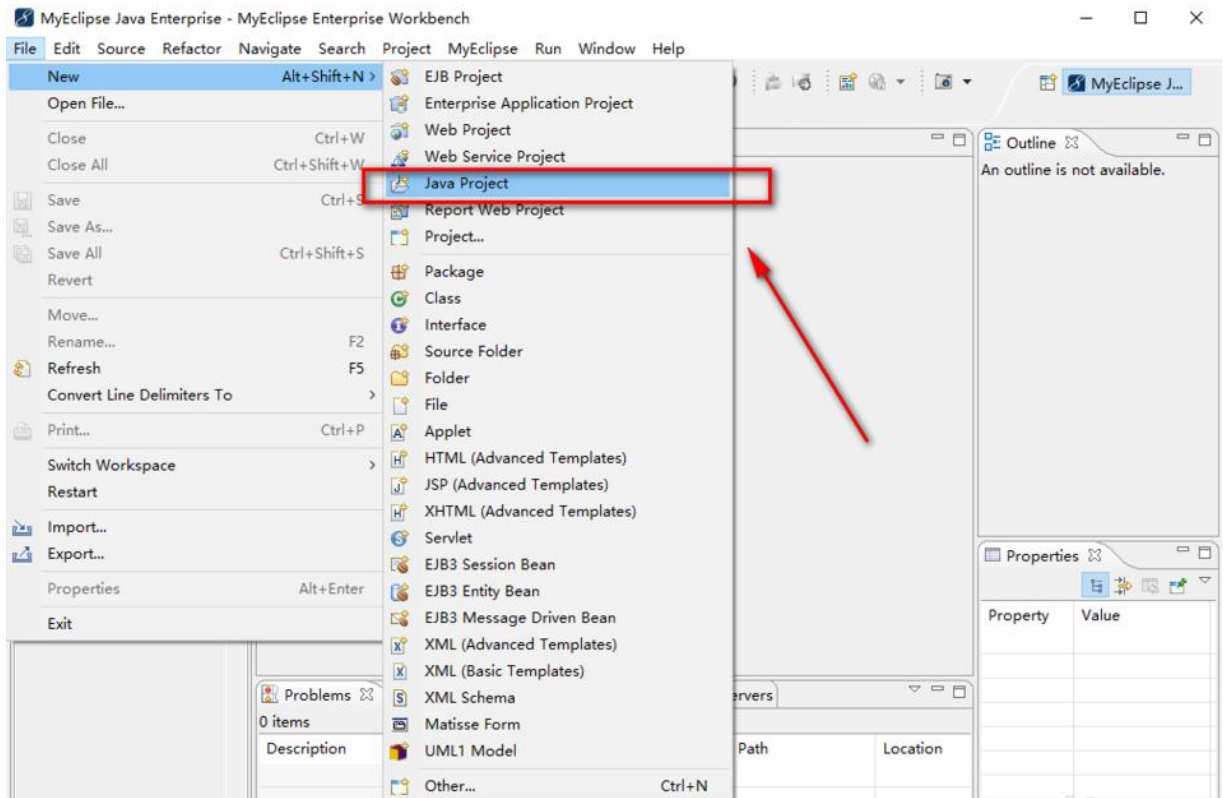 MyEclipse Java Enterprise - MyEclipse Enterprise Workbench
File Edit Source Refactor Navigate Search Project MyEclipse Run Window Help
New Alt+Shift+N >
Open File...
Close Ctrl+W
Close All Ctrl+Shift+W
Save Ctrl+S
Save As...
Save All Ctrl+Shift+S
Revert
Move...
Rename... F2
Refresh F5
Convert Line Delimiters To >
Print... Ctrl+P
Switch Workspace >
Restart
Import...
Export...
Properties Alt+Enter
Exit
EJB Project
Enterprise Application Project
Web Project
Web Service Project
Java Project
Report Web Project
Project...
Package
Class
Interface
Source Folder
Folder
File
Applet
HTML (Advanced Templates)
JSP (Advanced Templates)
XHTML (Advanced Templates)
Servlet
EJB3 Session Bean
EJB3 Entity Bean
EJB3 Message Driven Bean
XML (Advanced Templates)
XML (Basic Templates)
XML Schema
Matisse Form
UML1 Model
Other... Ctrl+N
MyEclipse J...
Outline
An outline is not available.
Properties
Property Value
Problems
ervers
0 items
Description Path Location